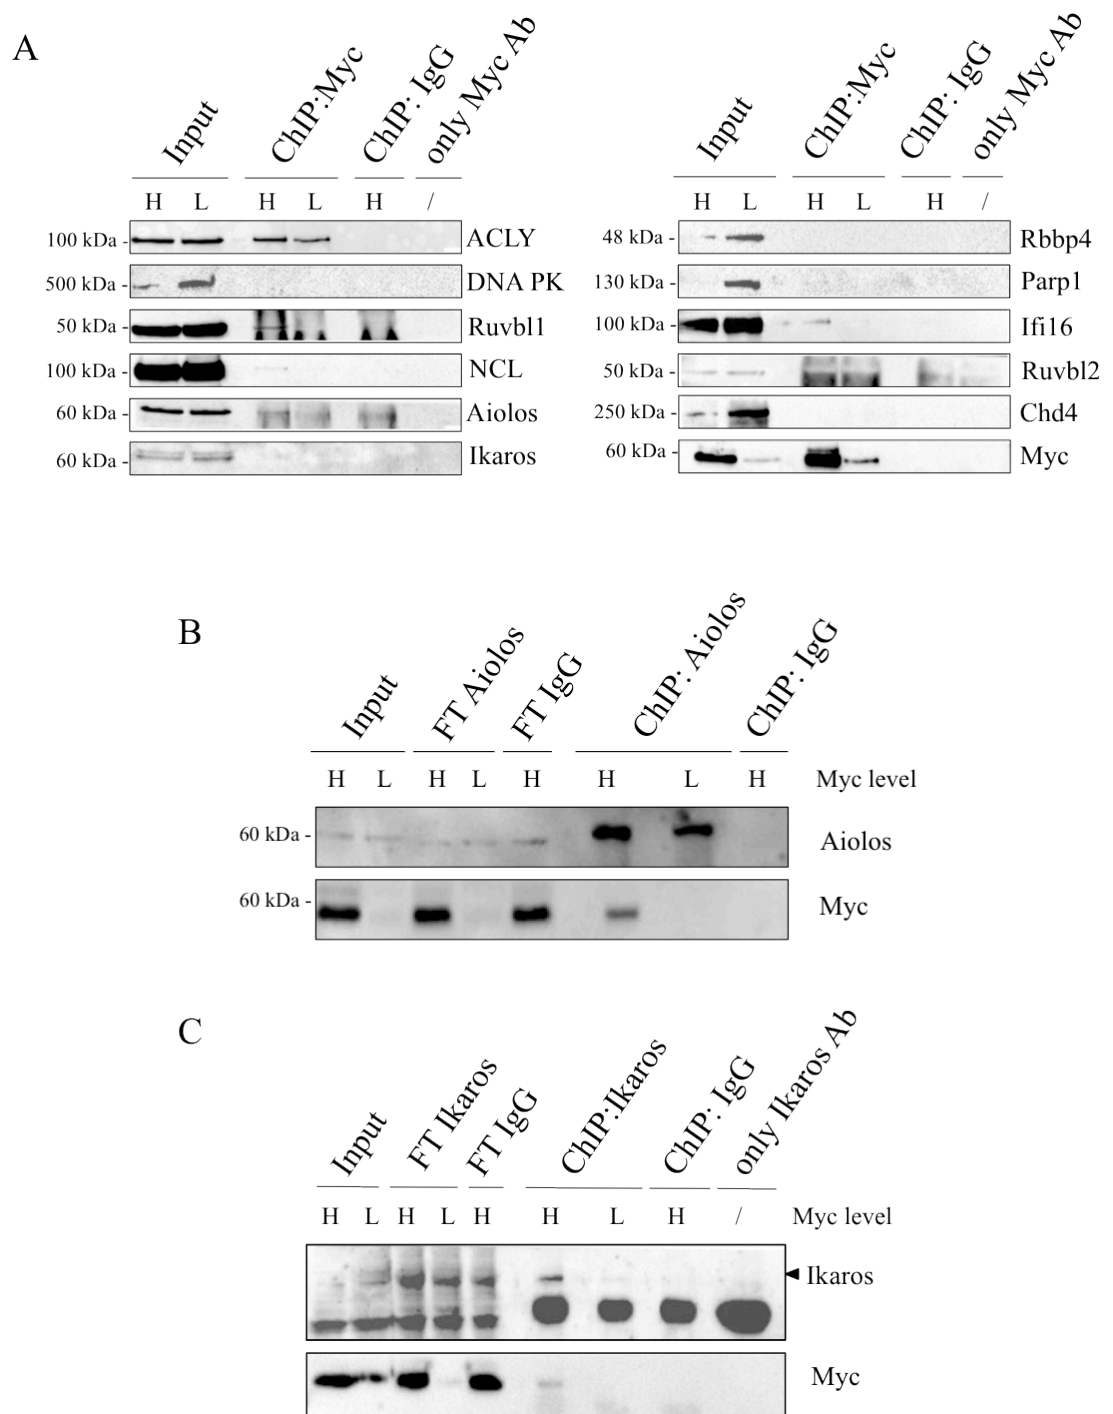 A
Input
ChIP:Myc
ChIP: IgG
only Myc Ab
H L H L H /
100 kDa - ACLY
500 kDa - DNA PK
50 kDa - Ruvbl1
100 kDa - NCL
60 kDa - Aiolos
60 kDa - Ikaros
Input
ChIP:Myc
ChIP: IgG
only Myc Ab
H L H L H /
48 kDa - Rbbp4
130 kDa - Parp1
100 kDa - Ifi16
50 kDa - Ruvbl2
250 kDa - Chd4
60 kDa - Myc
B
Input
FT Aiolos
FT IgG
ChIP: Aiolos
ChIP: IgG
H L H L H H L H Myc level
60 kDa - Aiolos
60 kDa - Myc
C
Input
FT Ikaros
FT IgG
ChIP:Ikaros
ChIP: IgG
only Ikaros Ab
H L H L H H L H / Myc level
Ikaros
Myc